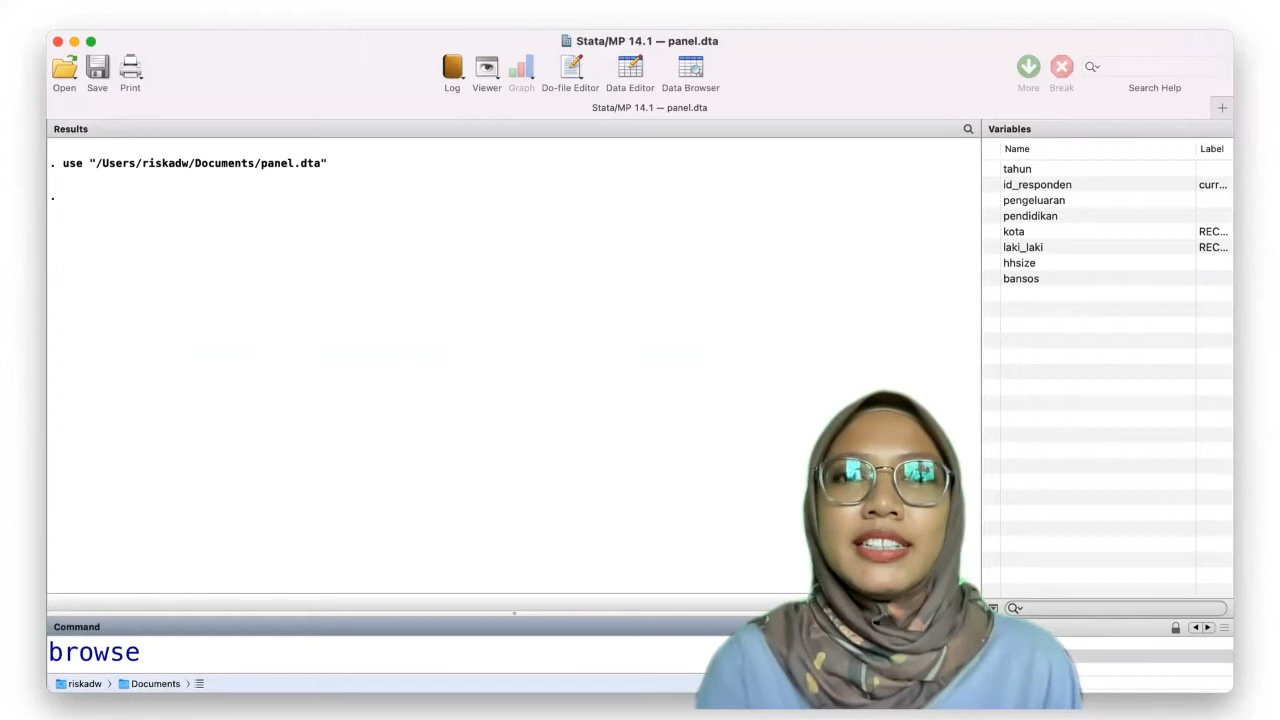 Stata/MP 14.1 — panel.dta
Open Save Print Log Viewer Graph Do-file Editor Data Editor Data Browser More Break Search Help
Stata/MP 14.1 — panel.dta
Results
. use "/Users/riskadw/Documents/panel.dta"
.
Variables
Name Label
tahun
id_responden curr...
pengeluaran
pendidikan
kota REC...
laki_laki REC...
hhsize
bansos
Command
browse
riskadw > Documents >